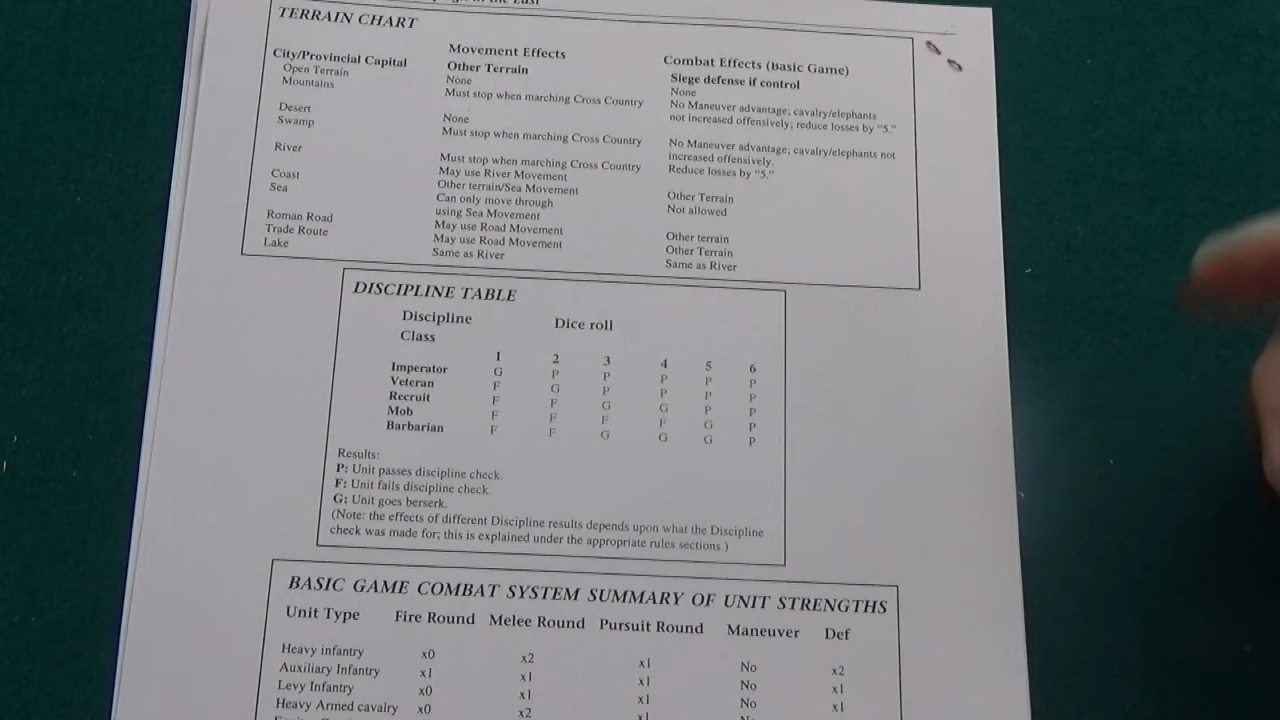 in the East
TERRAIN CHART
Movement Effects Combat Effects (Basic Game)
City/Provincial Capital Other Terrain Siege defense if control
Open Terrain None None
Mountains Must stop when marching Cross Country No Maneuver advantage; cavalry/elephants
not increased offensively; reduce losses by "5."
Desert None
Swamp Must stop when marching Cross Country No Maneuver advantage; cavalry/elephants not
increased offensively.
River Must stop when marching Cross Country Reduce losses by "5."
May use River Movement
Coast Other terrain/Sea Movement Other Terrain
Sea Can only move through Not allowed
using Sea Movement
Roman Road May use Road Movement Other terrain
Trade Route May use Road Movement Other Terrain
Lake Same as River Same as River
DISCIPLINE TABLE
Discipline Dice roll
Class
1 2 3 4 5 6
Imperator G P P P P P
Veteran F G P P P P
Recruit F F G G P P
Mob F F F F G P
Barbarian F F G G G P
Results:
P: Unit passes discipline check.
F: Unit fails discipline check.
G: Unit goes berserk.
(Note: the effects of different Discipline results depends upon what the Discipline
check was made for; this is explained under the appropriate rules sections.)
BASIC GAME COMBAT SYSTEM SUMMARY OF UNIT STRENGTHS
Unit Type Fire Round Melee Round Pursuit Round Maneuver Def
Heavy infantry x0 x2 x1 No x2
Auxiliary Infantry x1 x1 x1 No x1
Levy Infantry x0 x1 x1 No x1
Heavy Armed cavalry x0 x2 x1